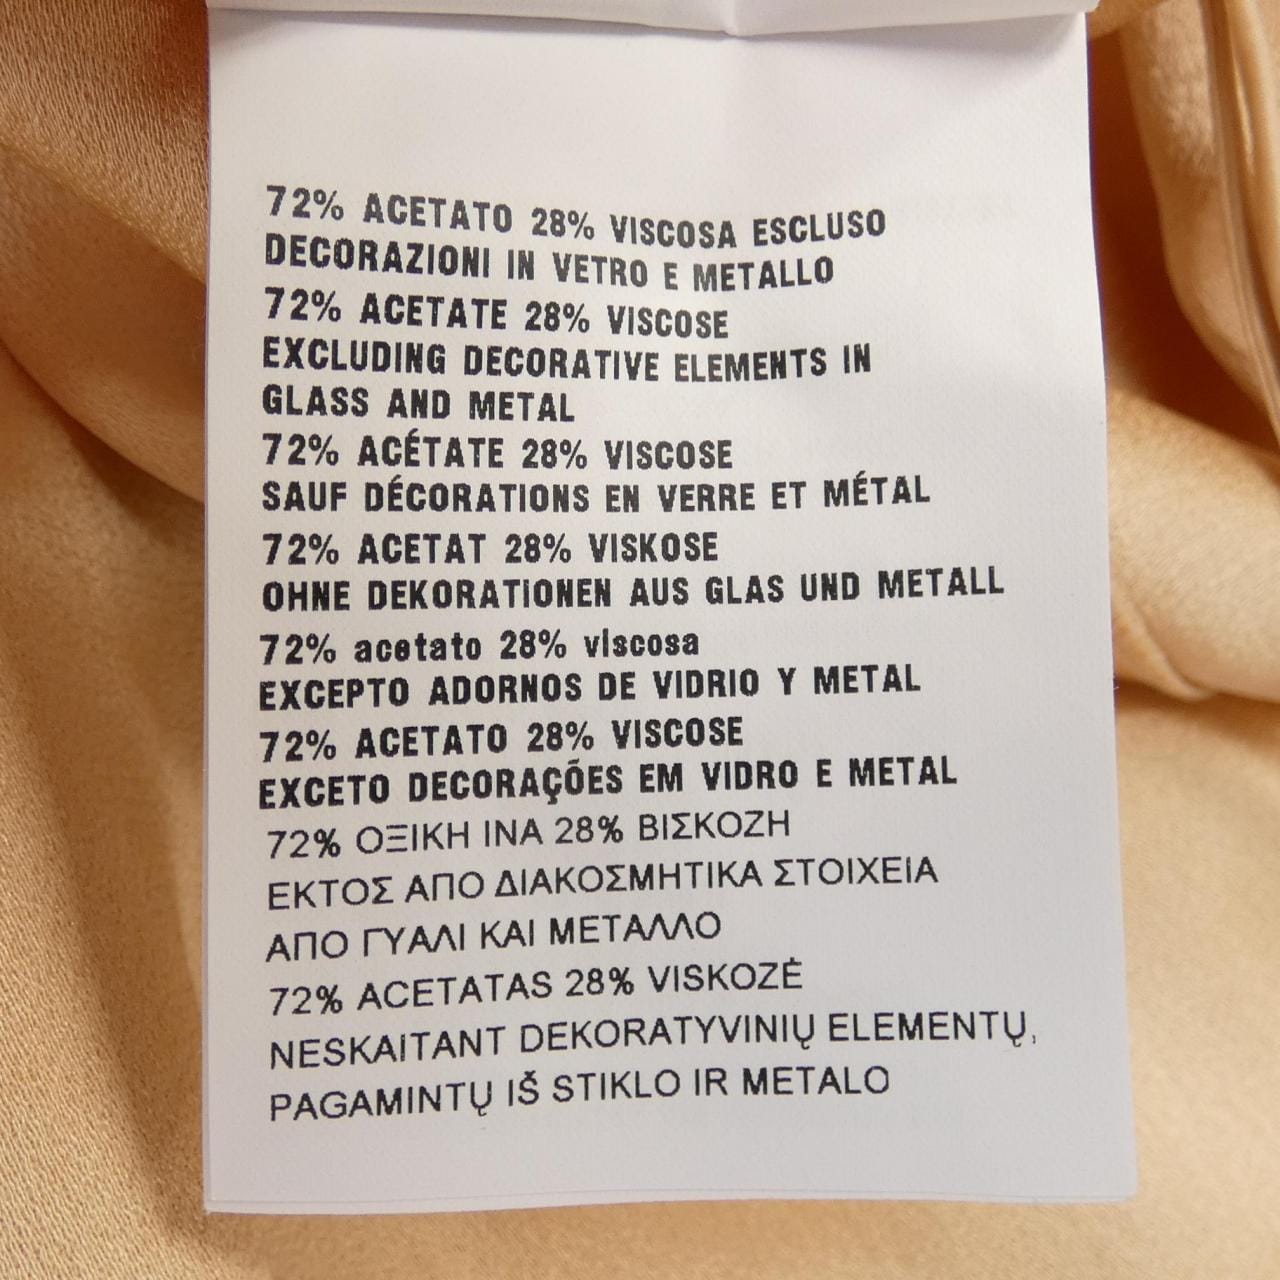 72% ACETATO 28% VISCOSA ESCLUSO
DECORAZIONI IN VETRO E METALLO
72% ACETATE 28% VISCOSE
EXCLUDING DECORATIVE ELEMENTS IN
GLASS AND METAL
72% ACÉTATE 28% VISCOSE
SAUF DÉCORATIONS EN VERRE ET MÉTAL
72% ACETAT 28% VISKOSE
OHNE DEKORATIONEN AUS GLAS UND METALL
72% acetato 28% viscosa
EXCEPTO ADORNOS DE VIDRIO Y METAL
72% ACETATO 28% VISCOSE
EXCETO DECORAÇÕES EM VIDRO E METAL
72% ΟΞΙΚΗ ΙΝΑ 28% ΒΙΣΚΟΖΗ
ΕΚΤΟΣ ΑΠΟ ΔΙΑΚΟΣΜΗΤΙΚΑ ΣΤΟΙΧΕΙΑ
ΑΠΟ ΓΥΑΛΙ ΚΑΙ ΜΕΤΑΛΛΟ
72% ACETATAS 28% VISKOZĖ
NESKAITANT DEKORATYVINIŲ ELEMENTŲ,
PAGAMINTŲ IŠ STIKLO IR METALO